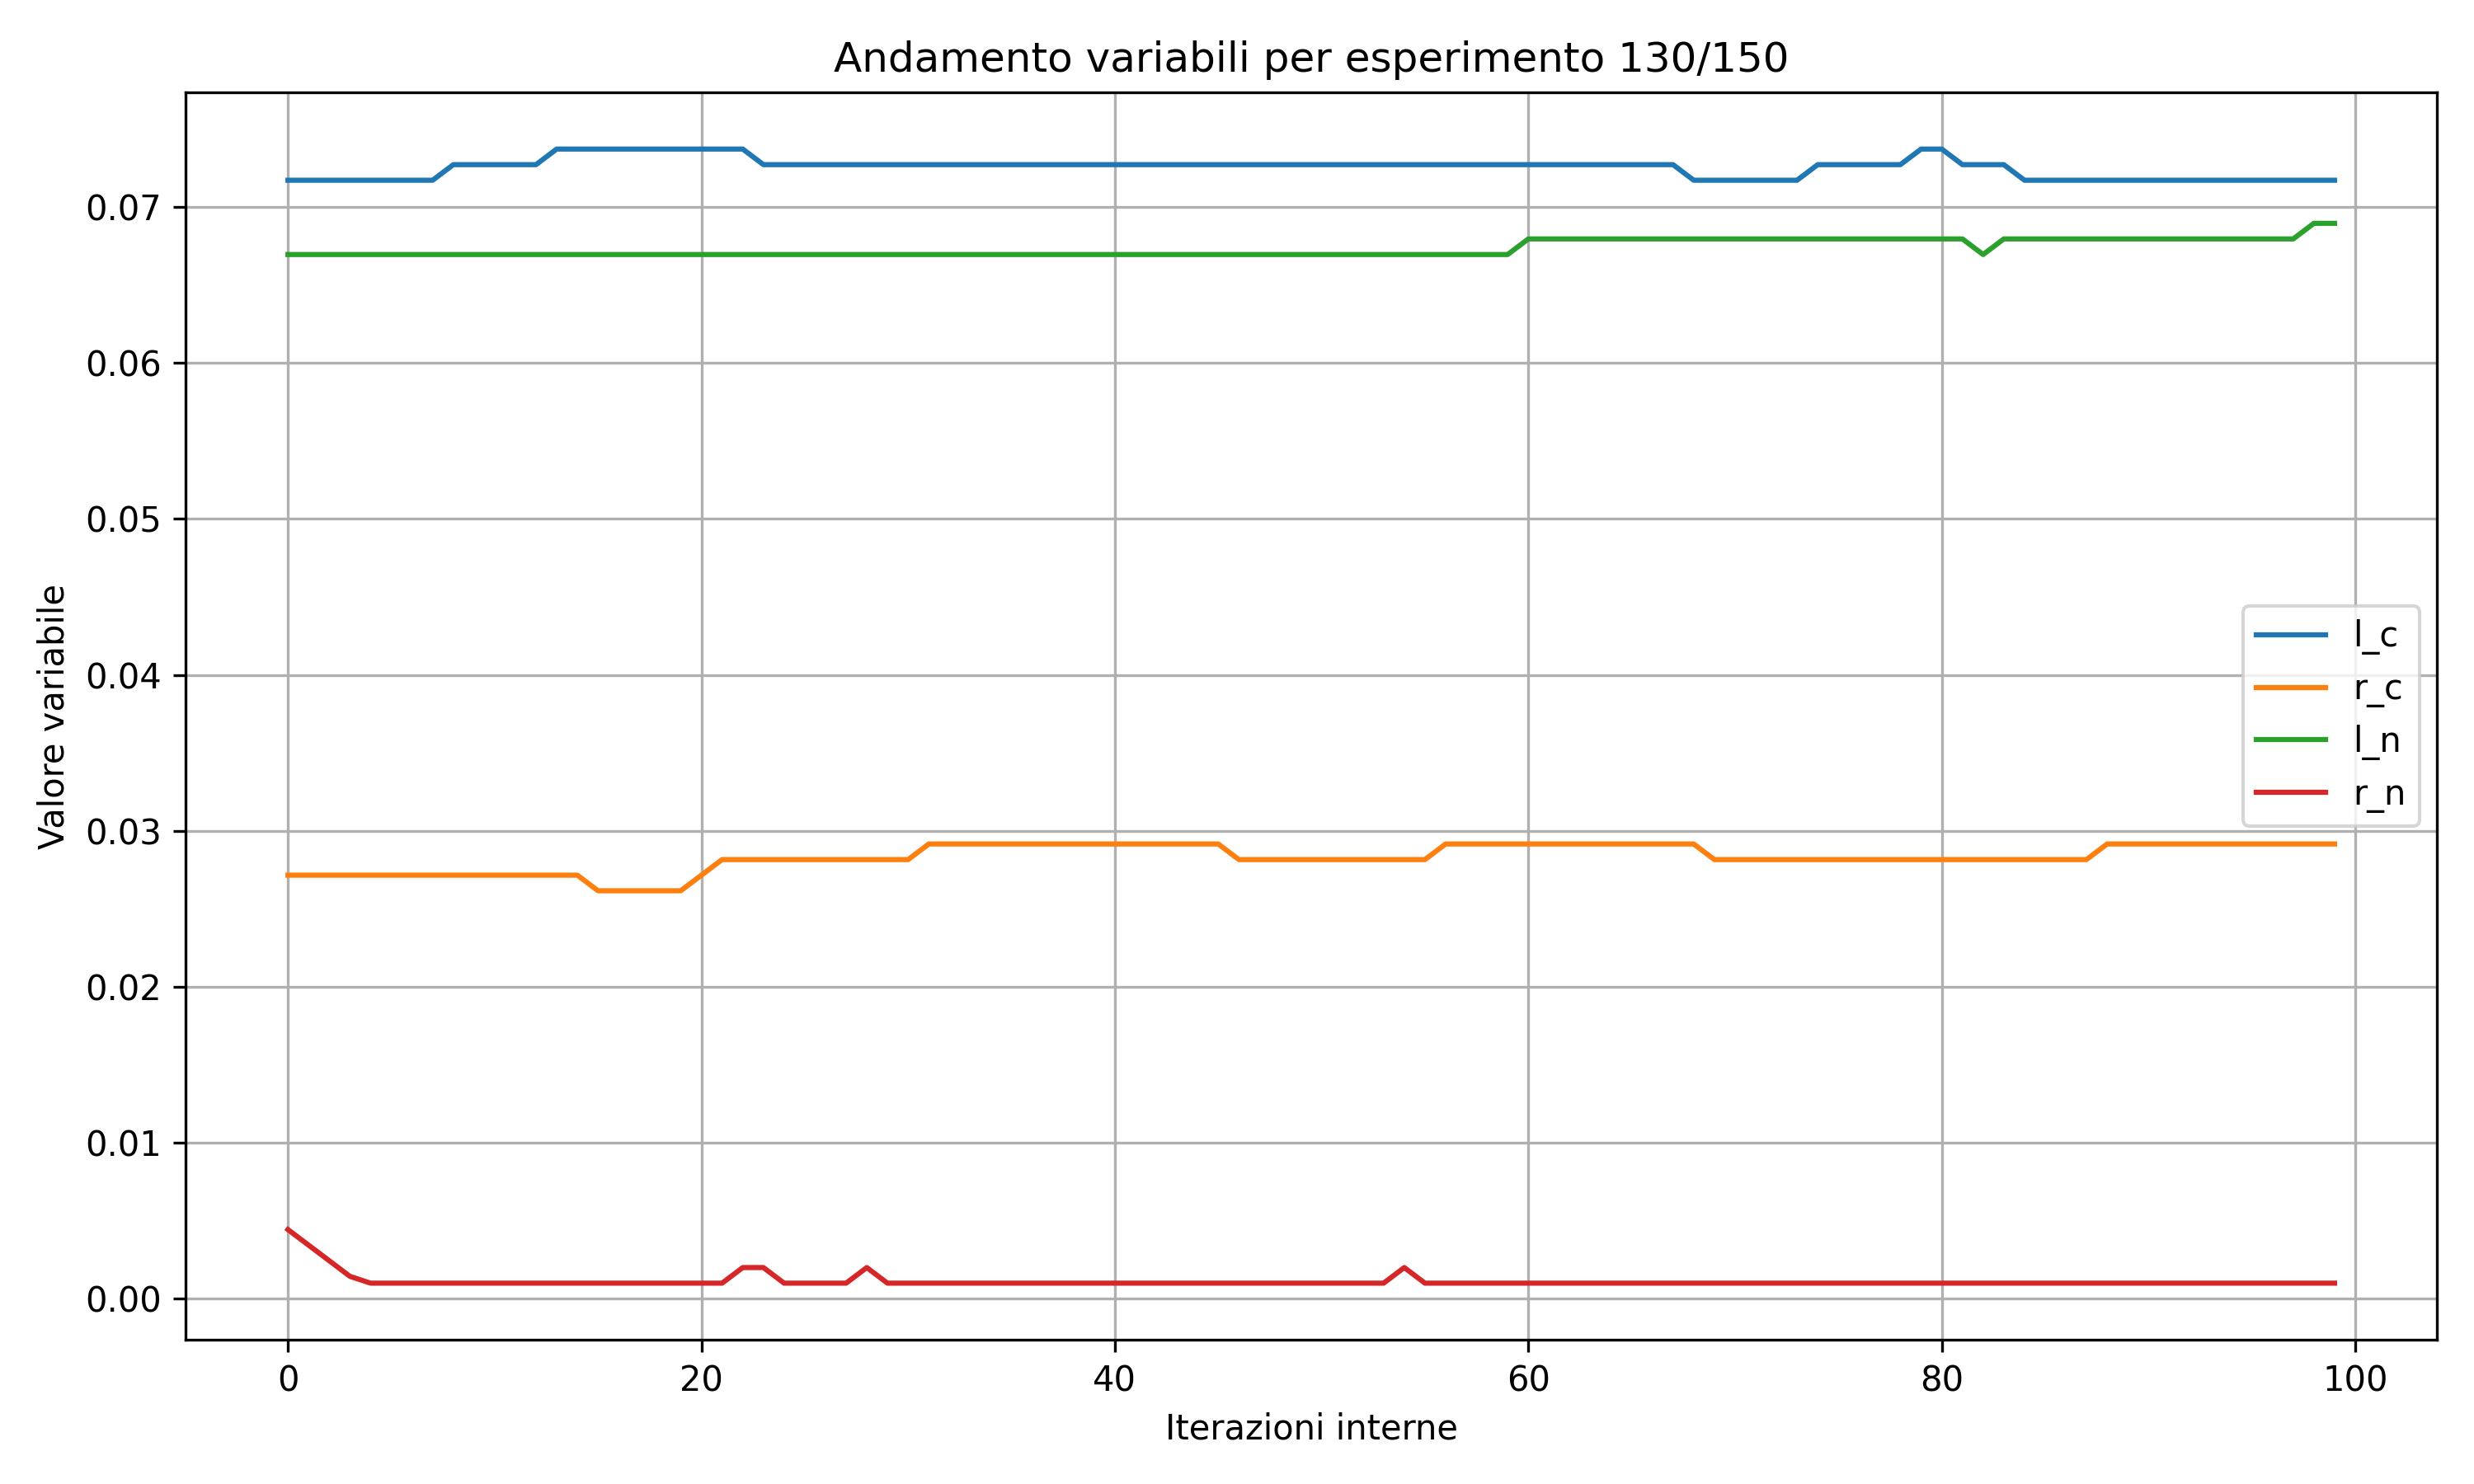 Andamento variabili per esperimento 130/150
Valore variabile
0.07
0.06
0.05
0.04
0.03
0.02
0.01
0.00
l_c
r_c
l_n
r_n
0 20 40 60 80 100
Iterazioni interne